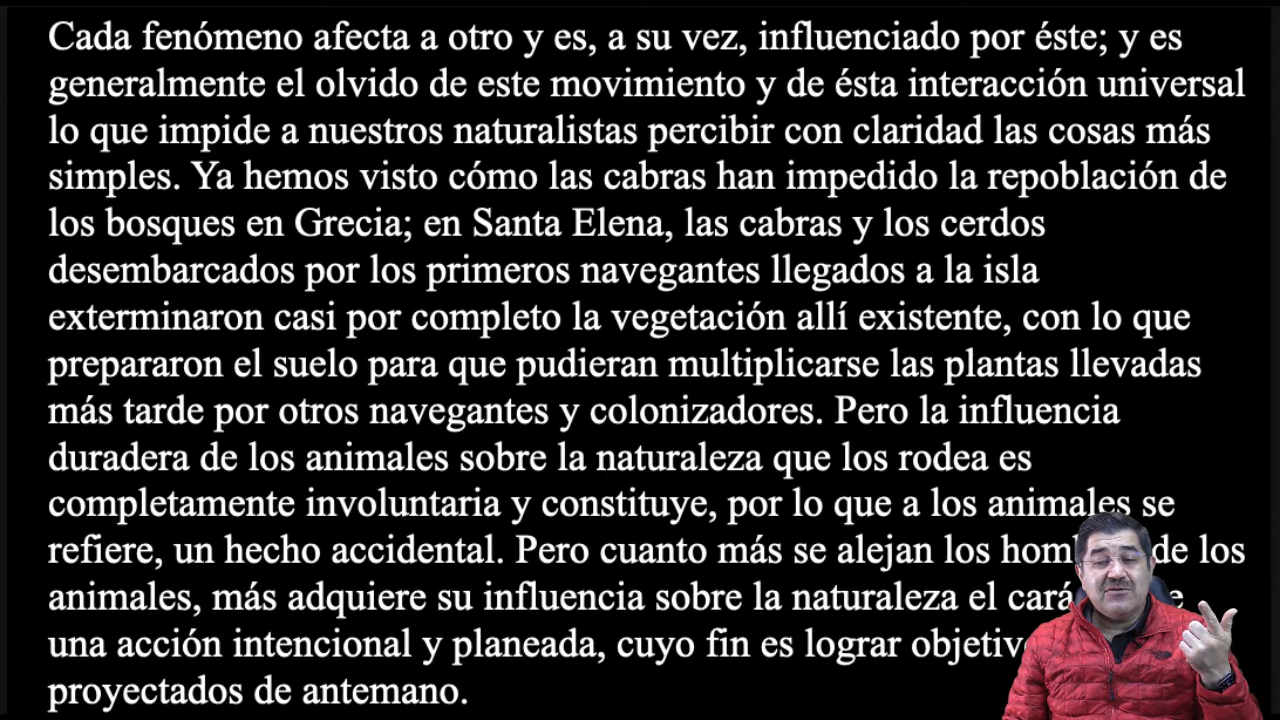 Cada fenómeno afecta a otro y es, a su vez, influenciado por éste; y es
generalmente el olvido de este movimiento y de ésta interacción universal
lo que impide a nuestros naturalistas percibir con claridad las cosas más
simples. Ya hemos visto cómo las cabras han impedido la repoblación de
los bosques en Grecia; en Santa Elena, las cabras y los cerdos
desembarcados por los primeros navegantes llegados a la isla
exterminaron casi por completo la vegetación allí existente, con lo que
prepararon el suelo para que pudieran multiplicarse las plantas llevadas
más tarde por otros navegantes y colonizadores. Pero la influencia
duradera de los animales sobre la naturaleza que los rodea es
completamente involuntaria y constituye, por lo que a los animales se
refiere, un hecho accidental. Pero cuanto más se alejan los de los
animales, más adquiere su influencia sobre la naturaleza el
una acción intencional y planeada, cuyo fin es lograr
proyectados de antemano.